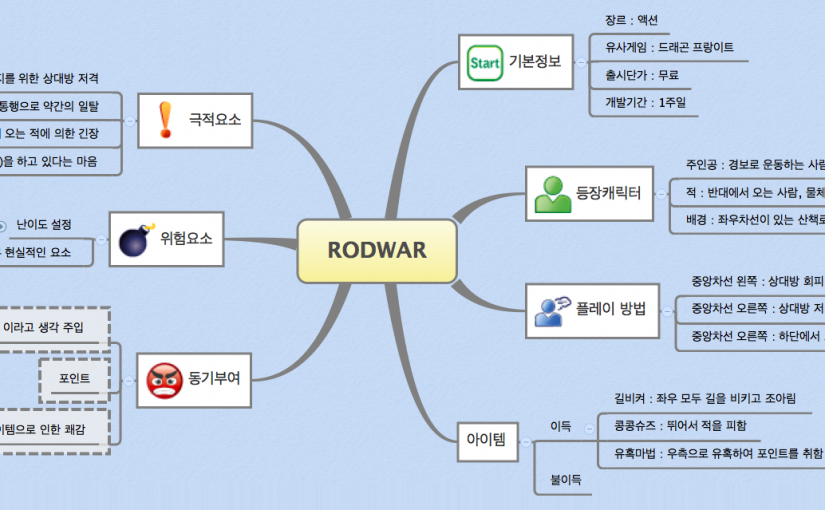 RODWAR
Start
기본정보
장르 : 액션
유사게임 : 드래곤 프랑이트
출시단가 : 무료
개발기간 : 1주일
등장캐릭터
주인공 : 경보로 운동하는 사람
적 : 반대에서 오는 사람, 물체
배경 : 좌우차선이 있는 산책로
플레이 방법
중앙차선 왼쪽 : 상대방 회피
중앙차선 오른쪽 : 상대방 저
중앙차선 오른쪽 : 하단에서
아이템
이득
길비켜 : 좌우 모두 길을 비키고 조아림
콩콩슈즈 : 뛰어서 적을 피함
유혹마법 : 우측으로 유혹하여 포인트를 취함
불이득
극적요소
지를 위한 상대방 저격
통행으로 약간의 일탈
오는 적에 의한 긴장
)을 하고 있다는 마음
위험요소
난이도 설정
현실적인 요소
동기부여
이라고 생각 주입
포인트
템으로 인한 쾌감